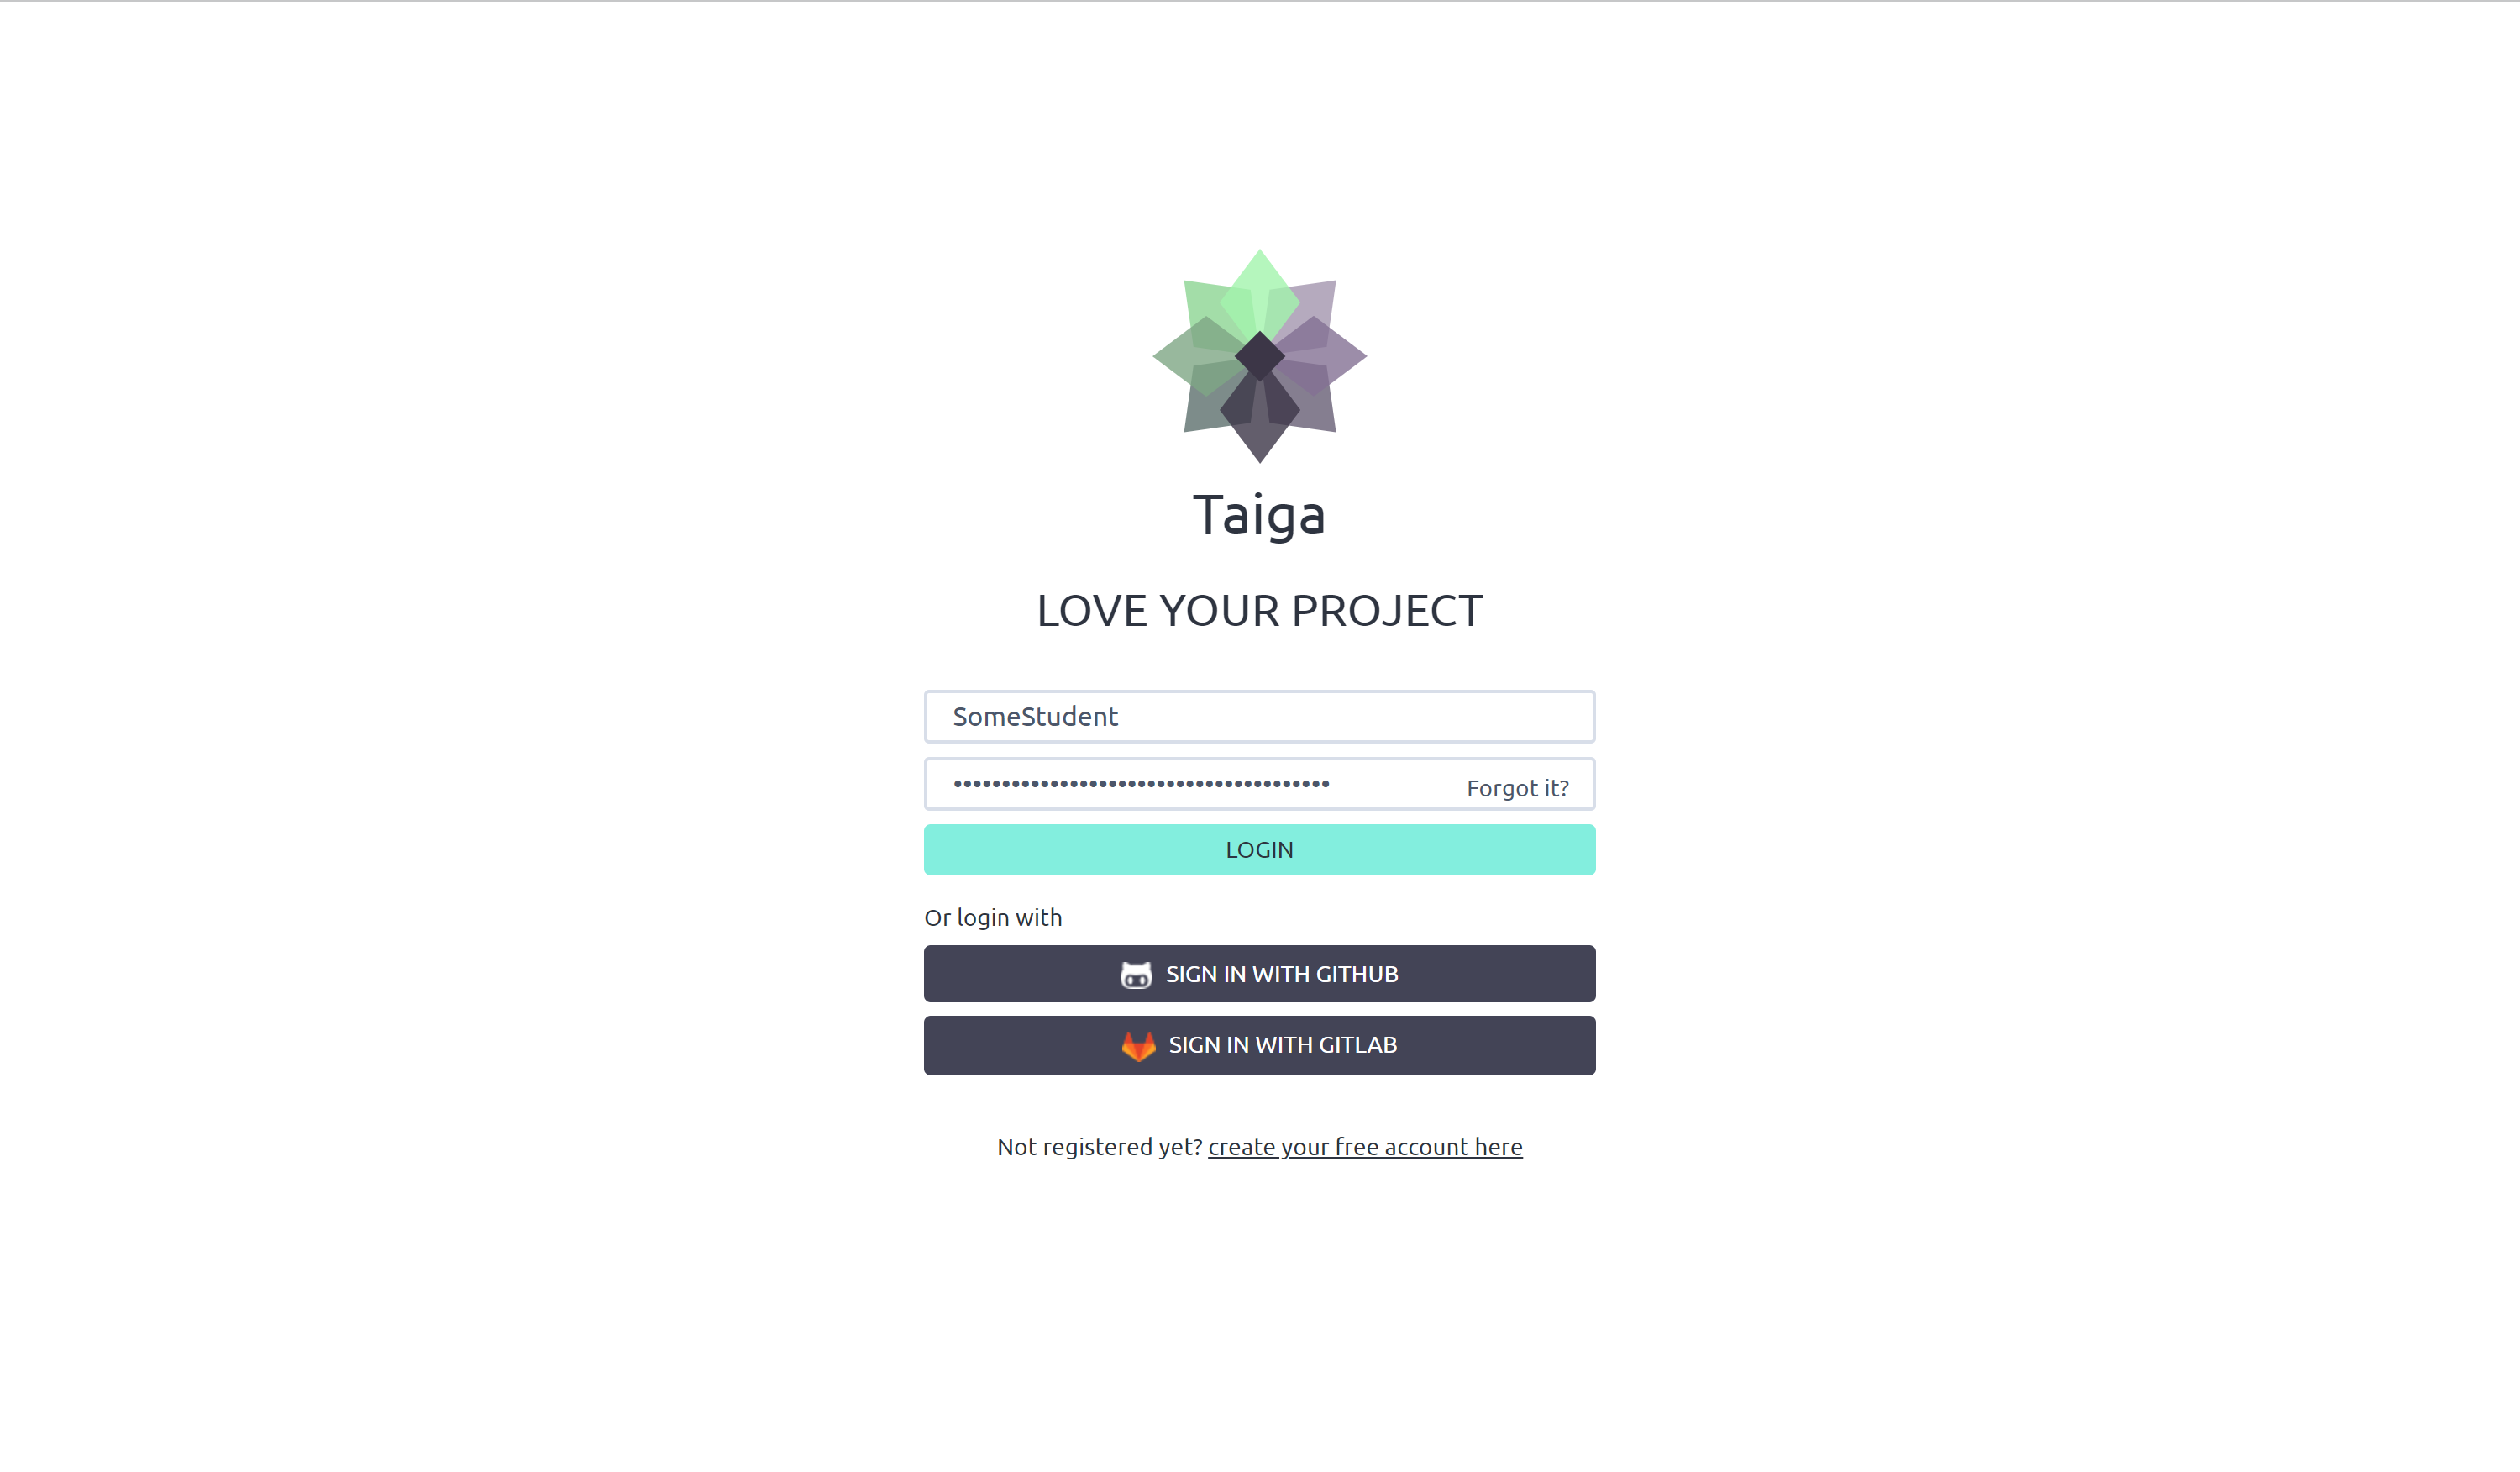 Taiga
LOVE YOUR PROJECT
SomeStudent
•••••••••••••••••••••••••••••••••••••••
Forgot it?
LOGIN
Or login with
SIGN IN WITH GITHUB
SIGN IN WITH GITLAB
Not registered yet? create your free account here